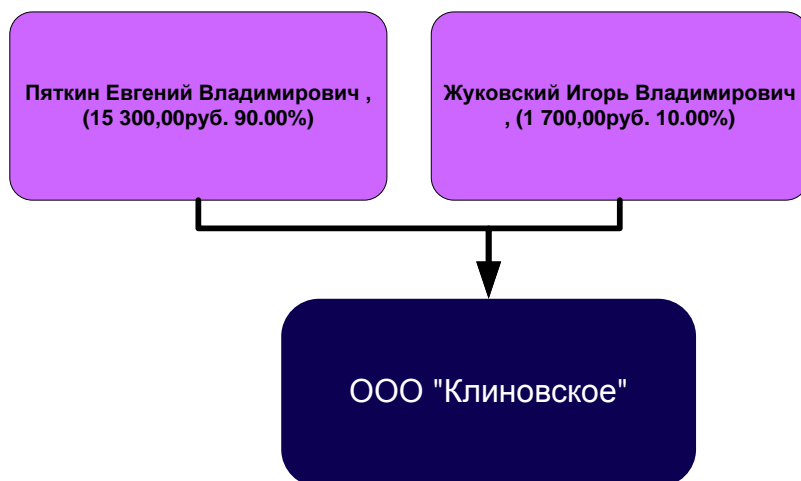 Пяткин Евгений Владимирович ,
(15 300,00руб. 90.00%)
Жуковский Игорь Владимирович
, (1 700,00руб. 10.00%)
ООО "Клиновское"